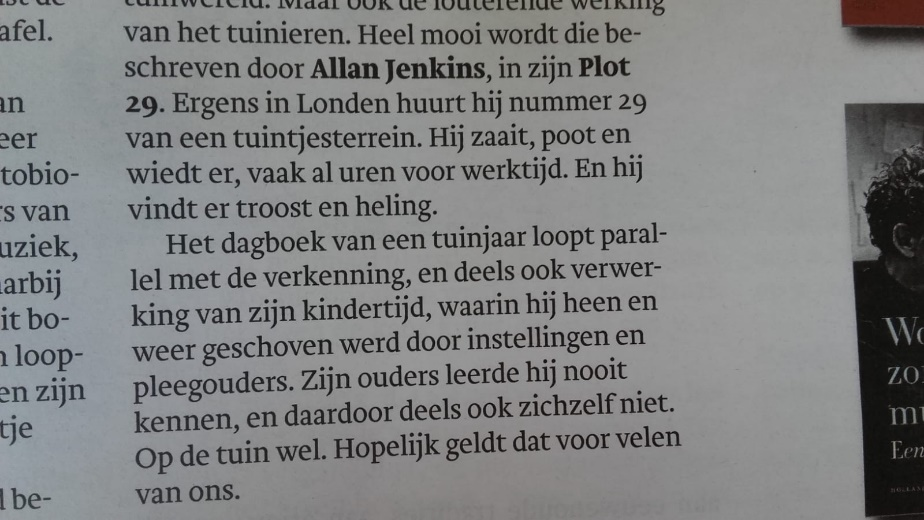 afel.
an
eer
tobio-
rs van
uziek,
aarbij
it bo-
n loop-
en zijn
tje
l be-
tuinwereld. Maar ook de louterende werking
van het tuinieren. Heel mooi wordt die be-
schreven door Allan Jenkins, in zijn Plot
29. Ergens in Londen huurt hij nummer 29
van een tuintjesterrein. Hij zaait, poot en
wiedt er, vaak al uren voor werktijd. En hij
vindt er troost en heling.
Het dagboek van een tuinjaar loopt paral-
lel met de verkenning, en deels ook verwer-
king van zijn kindertijd, waarin hij heen en
weer geschoven werd door instellingen en
pleegouders. Zijn ouders leerde hij nooit
kennen, en daardoor deels ook zichzelf niet.
Op de tuin wel. Hopelijk geldt dat voor velen
van ons.
Wo
zo
mu
Een